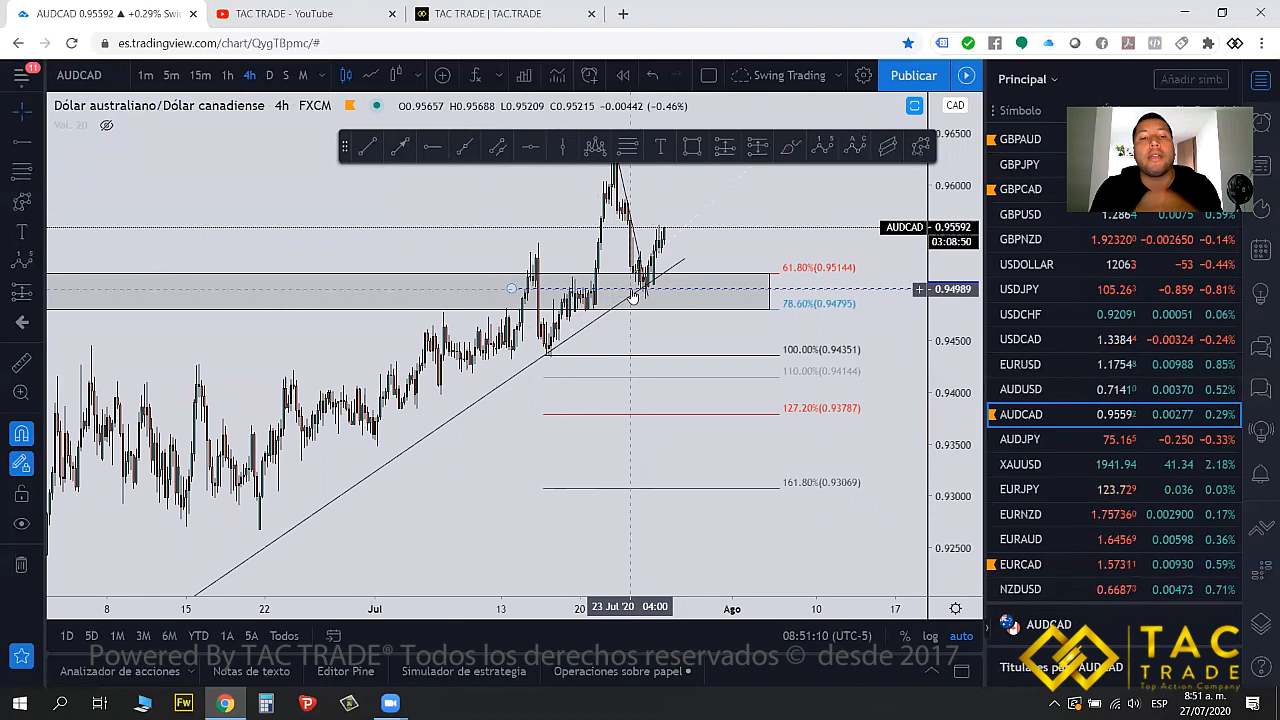 AUDCAD 0.95592 ▲ +0.29% Swin
TAC TRADE - YouTube
TAC TRADE | TAC.TRADE
es.tradingview.com/chart/QygTBpmc/#
11
AUDCAD
1m 5m 15m 1h 4h D S M
Swing Trading
Publicar
Principal
Añadir símb
Dólar australiano/Dólar canadiense 4h FXCM
O0.95657 H0.95688 L0.95209 C0.95215 −0.00442 (−0.46%)
CAD
Símbolo
Vol. 20
0.96500
GBPAUD
GBPJPY
0.96000
GBPCAD
GBPUSD 1.2864 0.0075 0.59%
AUDCAD 0.95592
03:08:50
GBPNZD 1.92320 −0.002650 −0.14%
61.80%(0.95144)
USDOLLAR 12063 −53 −0.44%
0.94989
USDJPY 105.263 −0.859 −0.81%
78.60%(0.94795)
USDCHF 0.92091 0.00051 0.06%
0.94500
USDCAD 1.3384 −0.00324 −0.24%
100.00%(0.94351)
EURUSD 1.1754 0.00988 0.85%
110.00%(0.94144)
0.94000
AUDUSD 0.7141 0.00370 0.52%
127.20%(0.93787)
AUDCAD 0.9559 0.00277 0.29%
0.93500
AUDJPY 75.165 −0.250 −0.33%
XAUUSD 1941.94 41.34 2.18%
161.80%(0.93069)
0.93000
EURJPY 123.729 0.036 0.03%
EURNZD 1.75736 0.002900 0.17%
0.92500
EURAUD 1.6456 0.00598 0.36%
EURCAD 1.5731 0.00930 0.59%
NZDUSD 0.6687 0.00473 0.71%
8 15 22 Jul 13 20 23 Jul '20 04:00 Ago 10 17
1D 5D 1M 3M 6M YTD 1A 5A Todos
08:51:10 (UTC-5) % log auto
AUDCAD
Powered By TAC TRADE® Todos los derechos reservados © desde 2017
Análizador de acciones Notas de texto Editor Pine Simulador de estrategia Operaciones sobre papel
TAC TRADE
Top Action Company
ESP
8:51 a. m.
27/07/2020